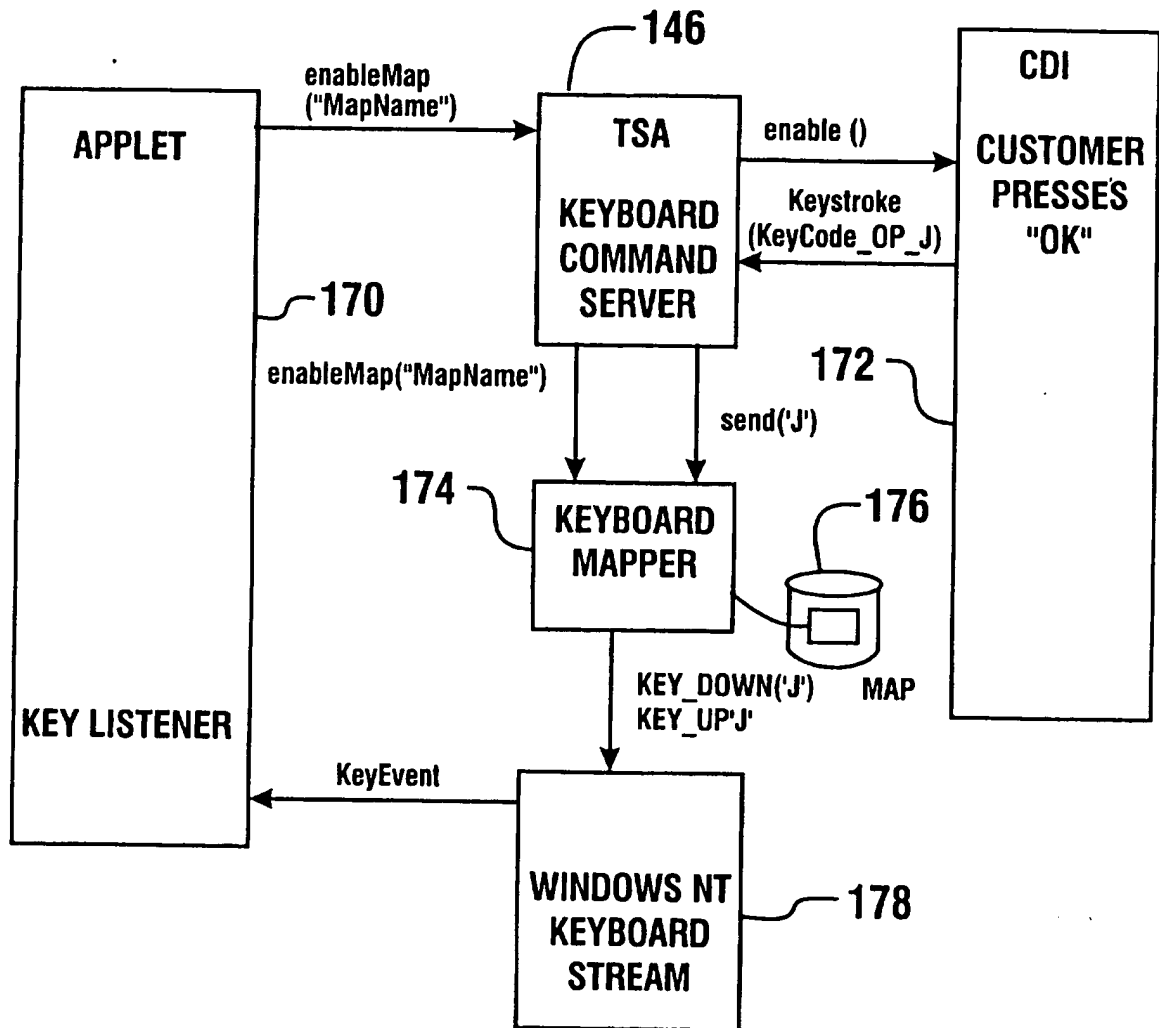 146
enableMap
("MapName")
APPLET
TSA
KEYBOARD
COMMAND
SERVER
enable ()
Keystroke
(KeyCode_OP_J)
CDI
CUSTOMER
PRESSES
"OK"
170
enableMap("MapName")
send('J')
172
174
KEYBOARD
MAPPER
176
KEY_DOWN('J')
KEY_UP'J'
MAP
KEY LISTENER
KeyEvent
WINDOWS NT
KEYBOARD
STREAM
178